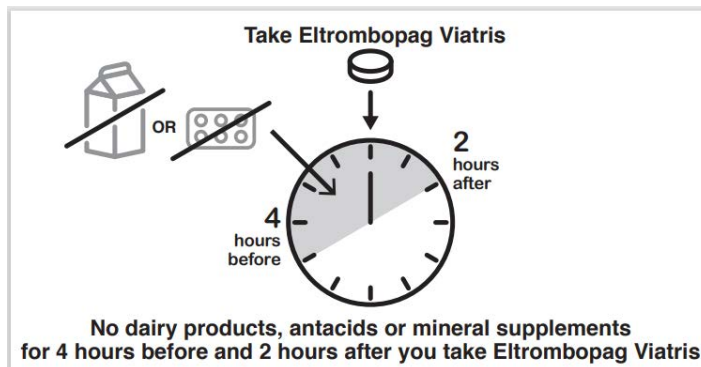 Take Eltrombopag Viatris
OR
2
hours
after
4
hours
before
No dairy products, antacids or mineral supplements
for 4 hours before and 2 hours after you take Eltrombopag Viatris